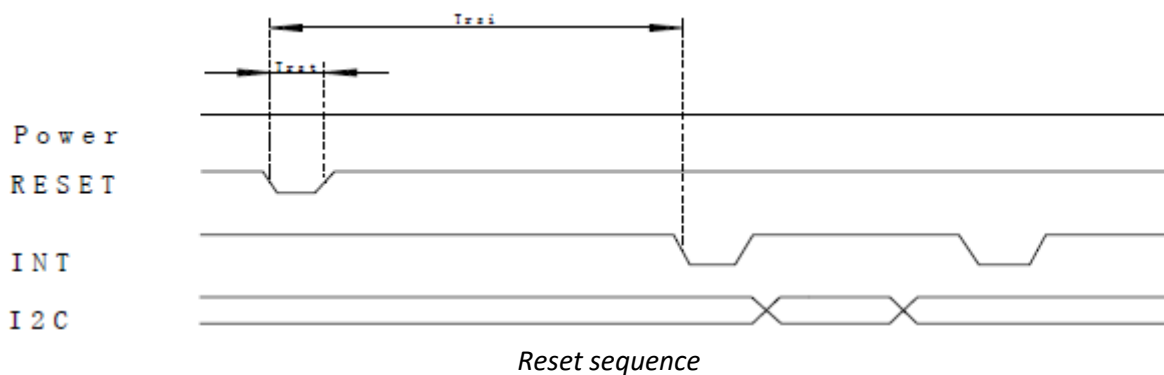 Trsi
Trst
Power
RESET
INT
I2C
Reset sequence